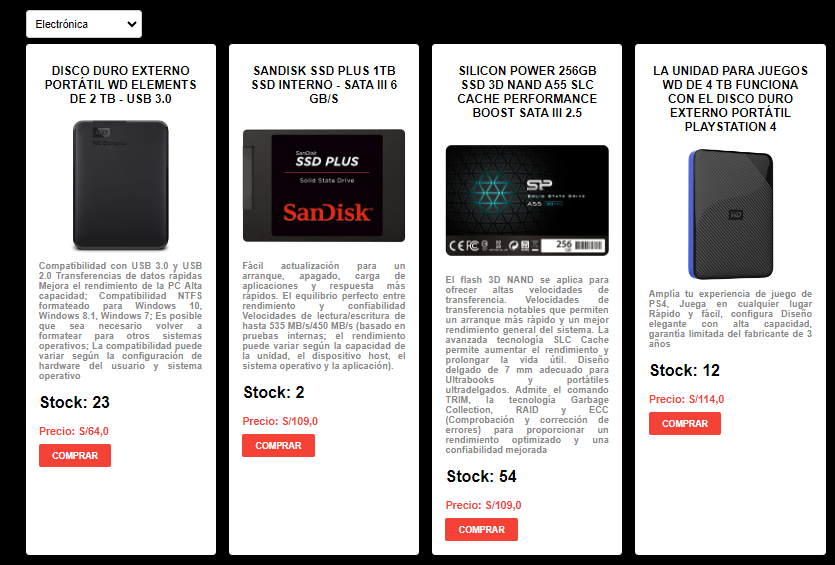 Electrónica
DISCO DURO EXTERNO
PORTÁTIL WD ELEMENTS
DE 2 TB - USB 3.0
WD
WD Elements
Compatibilidad con USB 3.0 y USB
2.0 Transferencias de datos rápidas
Mejora el rendimiento de la PC Alta
capacidad; Compatibilidad NTFS
formateado para Windows 10,
Windows 8.1, Windows 7; Es posible
que sea necesario volver a
formatear para otros sistemas
operativos; La compatibilidad puede
variar según la configuración de
hardware del usuario y sistema
operativo
Stock: 23
Precio: S/64,0
COMPRAR
SANDISK SSD PLUS 1TB
SSD INTERNO - SATA III 6
GB/S
SanDisk
SSD PLUS
Solid State Drive
SanDisk
Fácil actualización para un
arranque, apagado, carga de
aplicaciones y respuesta más
rápidos. El equilibrio perfecto entre
rendimiento y confiabilidad
Velocidades de lectura/escritura de
hasta 535 MB/s/450 MB/s (basado en
pruebas internas; el rendimiento
puede variar según la capacidad de
la unidad, el dispositivo host, el
sistema operativo y la aplicación).
Stock: 2
Precio: S/109,0
COMPRAR
SILICON POWER 256GB
SSD 3D NAND A55 SLC
CACHE PERFORMANCE
BOOST SATA III 2.5
SP
SOLID STATE DRIVE
A55
256
El flash 3D NAND se aplica para
ofrecer altas velocidades de
transferencia. Velocidades de
transferencia notables que permiten
un arranque más rápido y un mejor
rendimiento general del sistema. La
avanzada tecnología SLC Cache
permite aumentar el rendimiento y
prolongar la vida útil. Diseño
delgado de 7 mm adecuado para
Ultrabooks y portátiles
ultradelgados. Admite el comando
TRIM, la tecnología Garbage
Collection, RAID y ECC
(Comprobación y corrección de
errores) para proporcionar un
rendimiento optimizado y una
confiabilidad mejorada
Stock: 54
Precio: S/109,0
COMPRAR
LA UNIDAD PARA JUEGOS
WD DE 4 TB FUNCIONA
CON EL DISCO DURO
EXTERNO PORTÁTIL
PLAYSTATION 4
WD
Amplía tu experiencia de juego de
PS4, Juega en cualquier lugar
Rápido y fácil, configura Diseño
elegante con alta capacidad,
garantía limitada del fabricante de 3
años
Stock: 12
Precio: S/114,0
COMPRAR